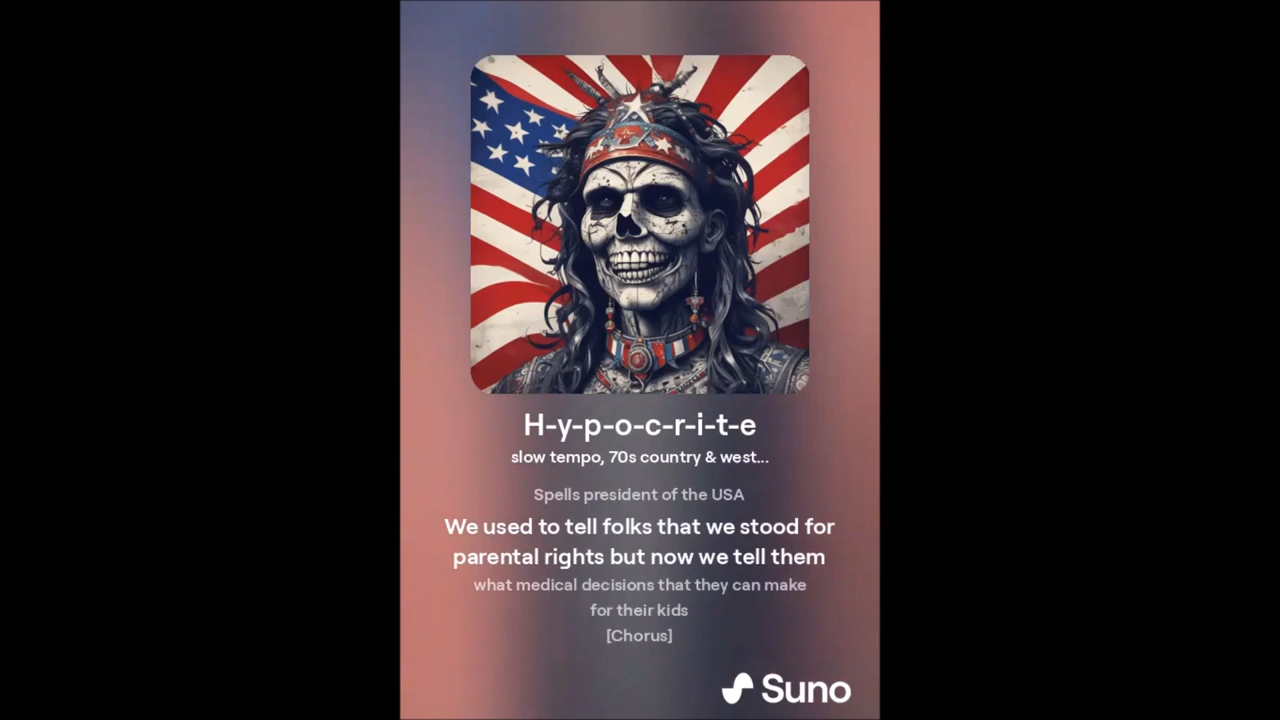 H-y-p-o-c-r-i-t-e
slow tempo, 70s country & west...
Spells president of the USA
We used to tell folks that we stood for
parental rights but now we tell them
what medical decisions that they can make
for their kids
[Chorus]
Suno